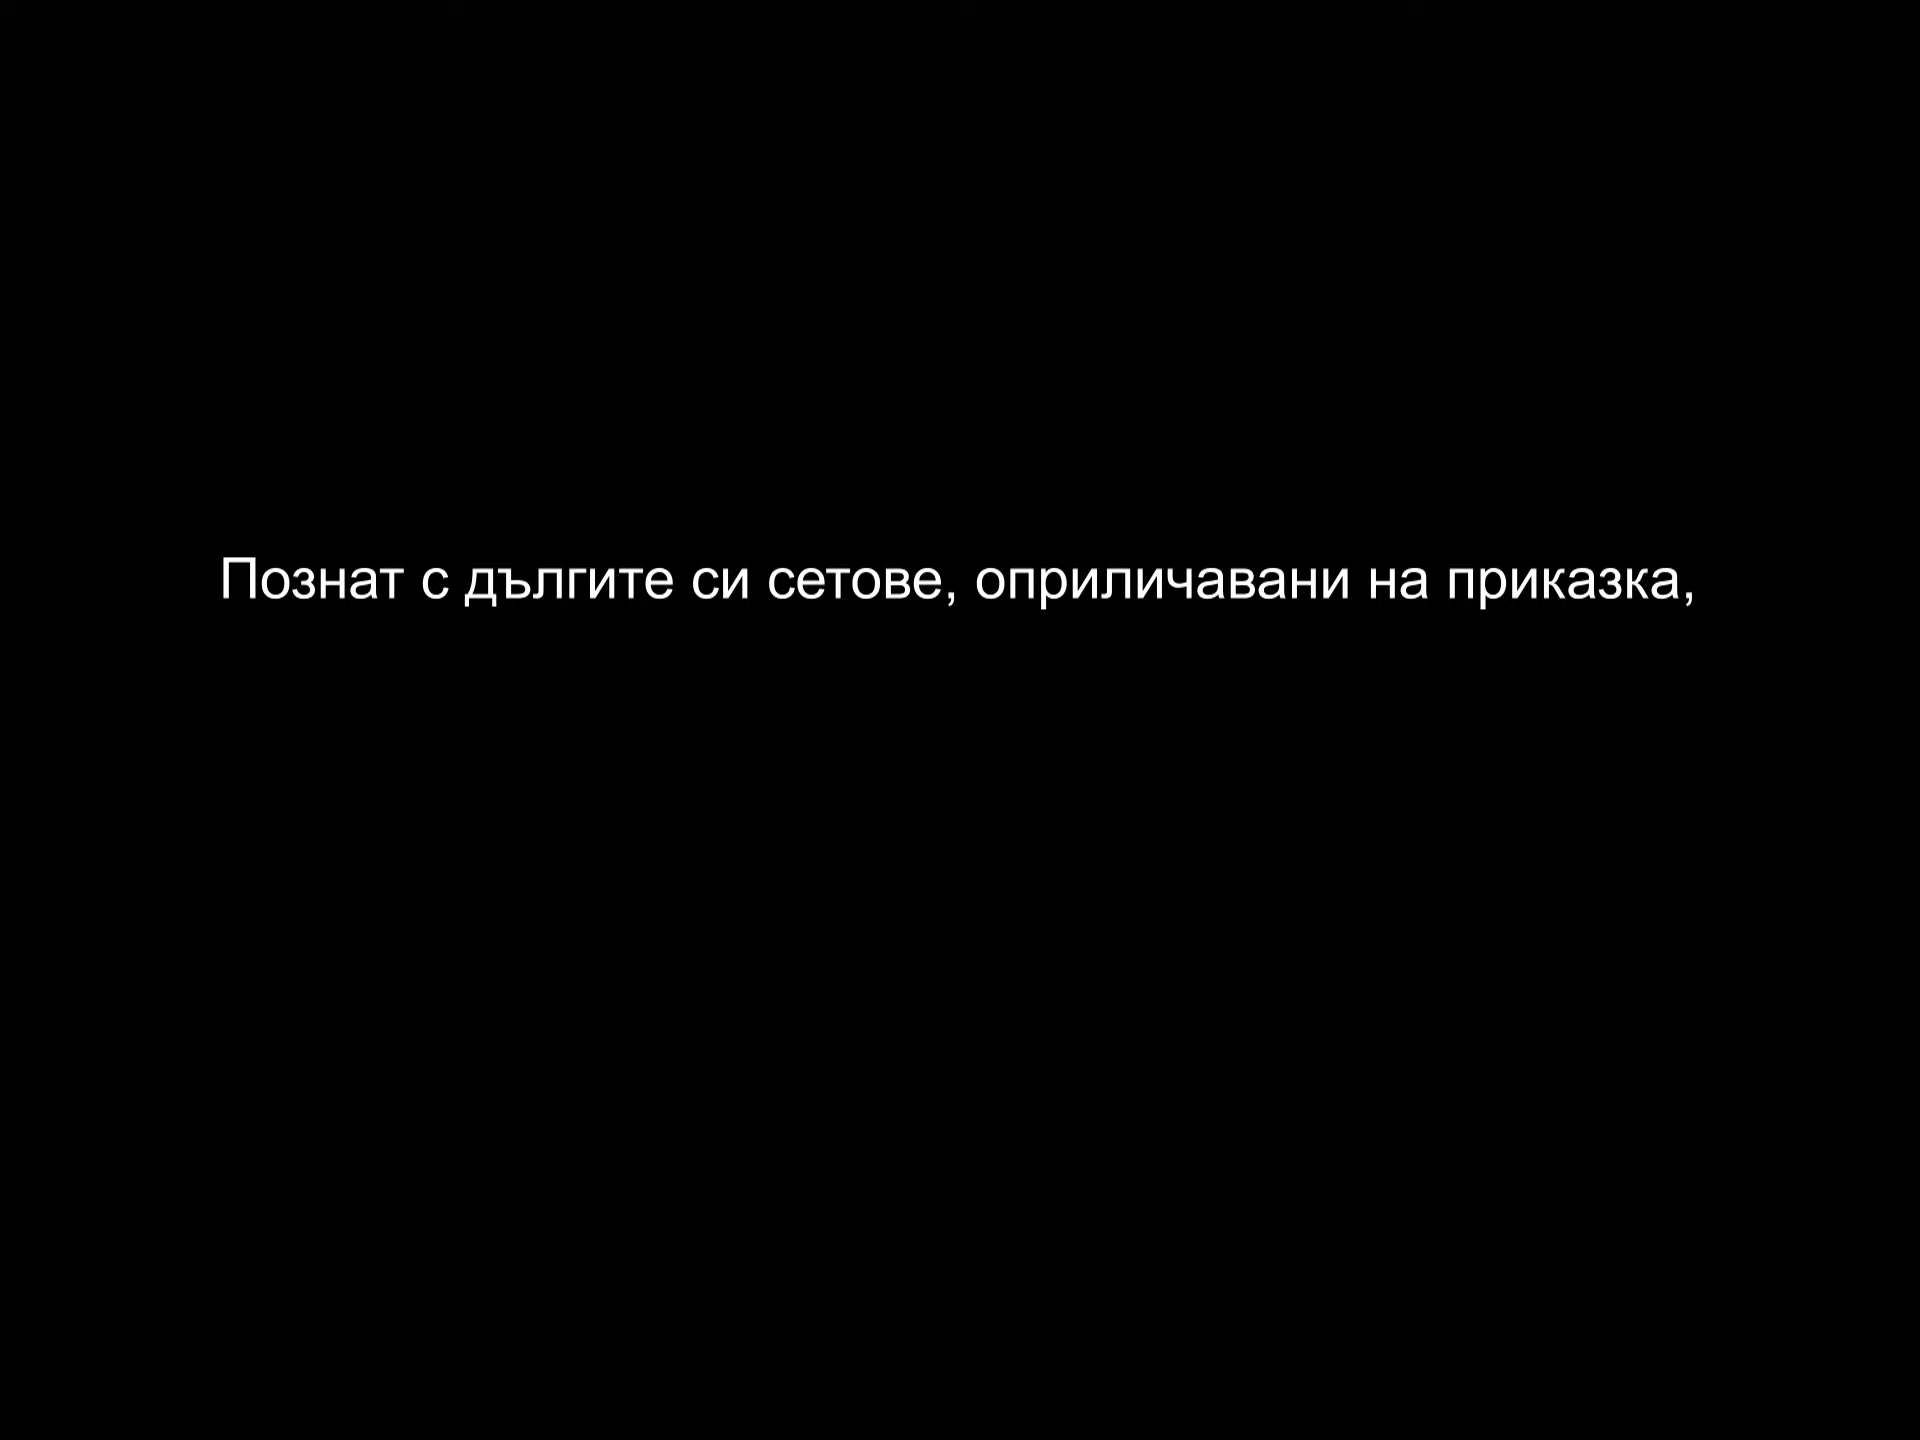 Познат с дългите си сетове, оприличавани на приказка,